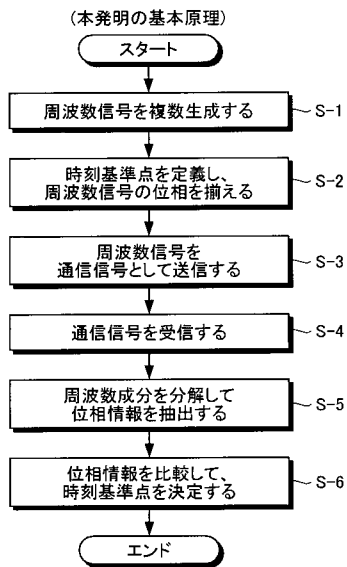 (本発明の基本原理)
スタート
周波数信号を複数生成する
S-1
時刻基準点を定義し、
周波数信号の位相を揃える
S-2
周波数信号を
通信信号として送信する
S-3
通信信号を受信する
S-4
周波数成分を分解して
位相情報を抽出する
S-5
位相情報を比較して、
時刻基準点を決定する
S-6
エンド